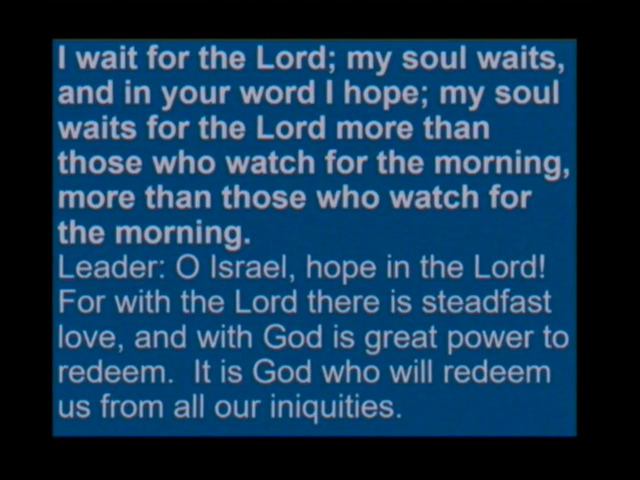 I wait for the Lord; my soul waits,
and in your word I hope; my soul
waits for the Lord more than
those who watch for the morning,
more than those who watch for
the morning.
Leader: O Israel, hope in the Lord!
For with the Lord there is steadfast
love, and with God is great power to
redeem.  It is God who will redeem
us from all our iniquities.